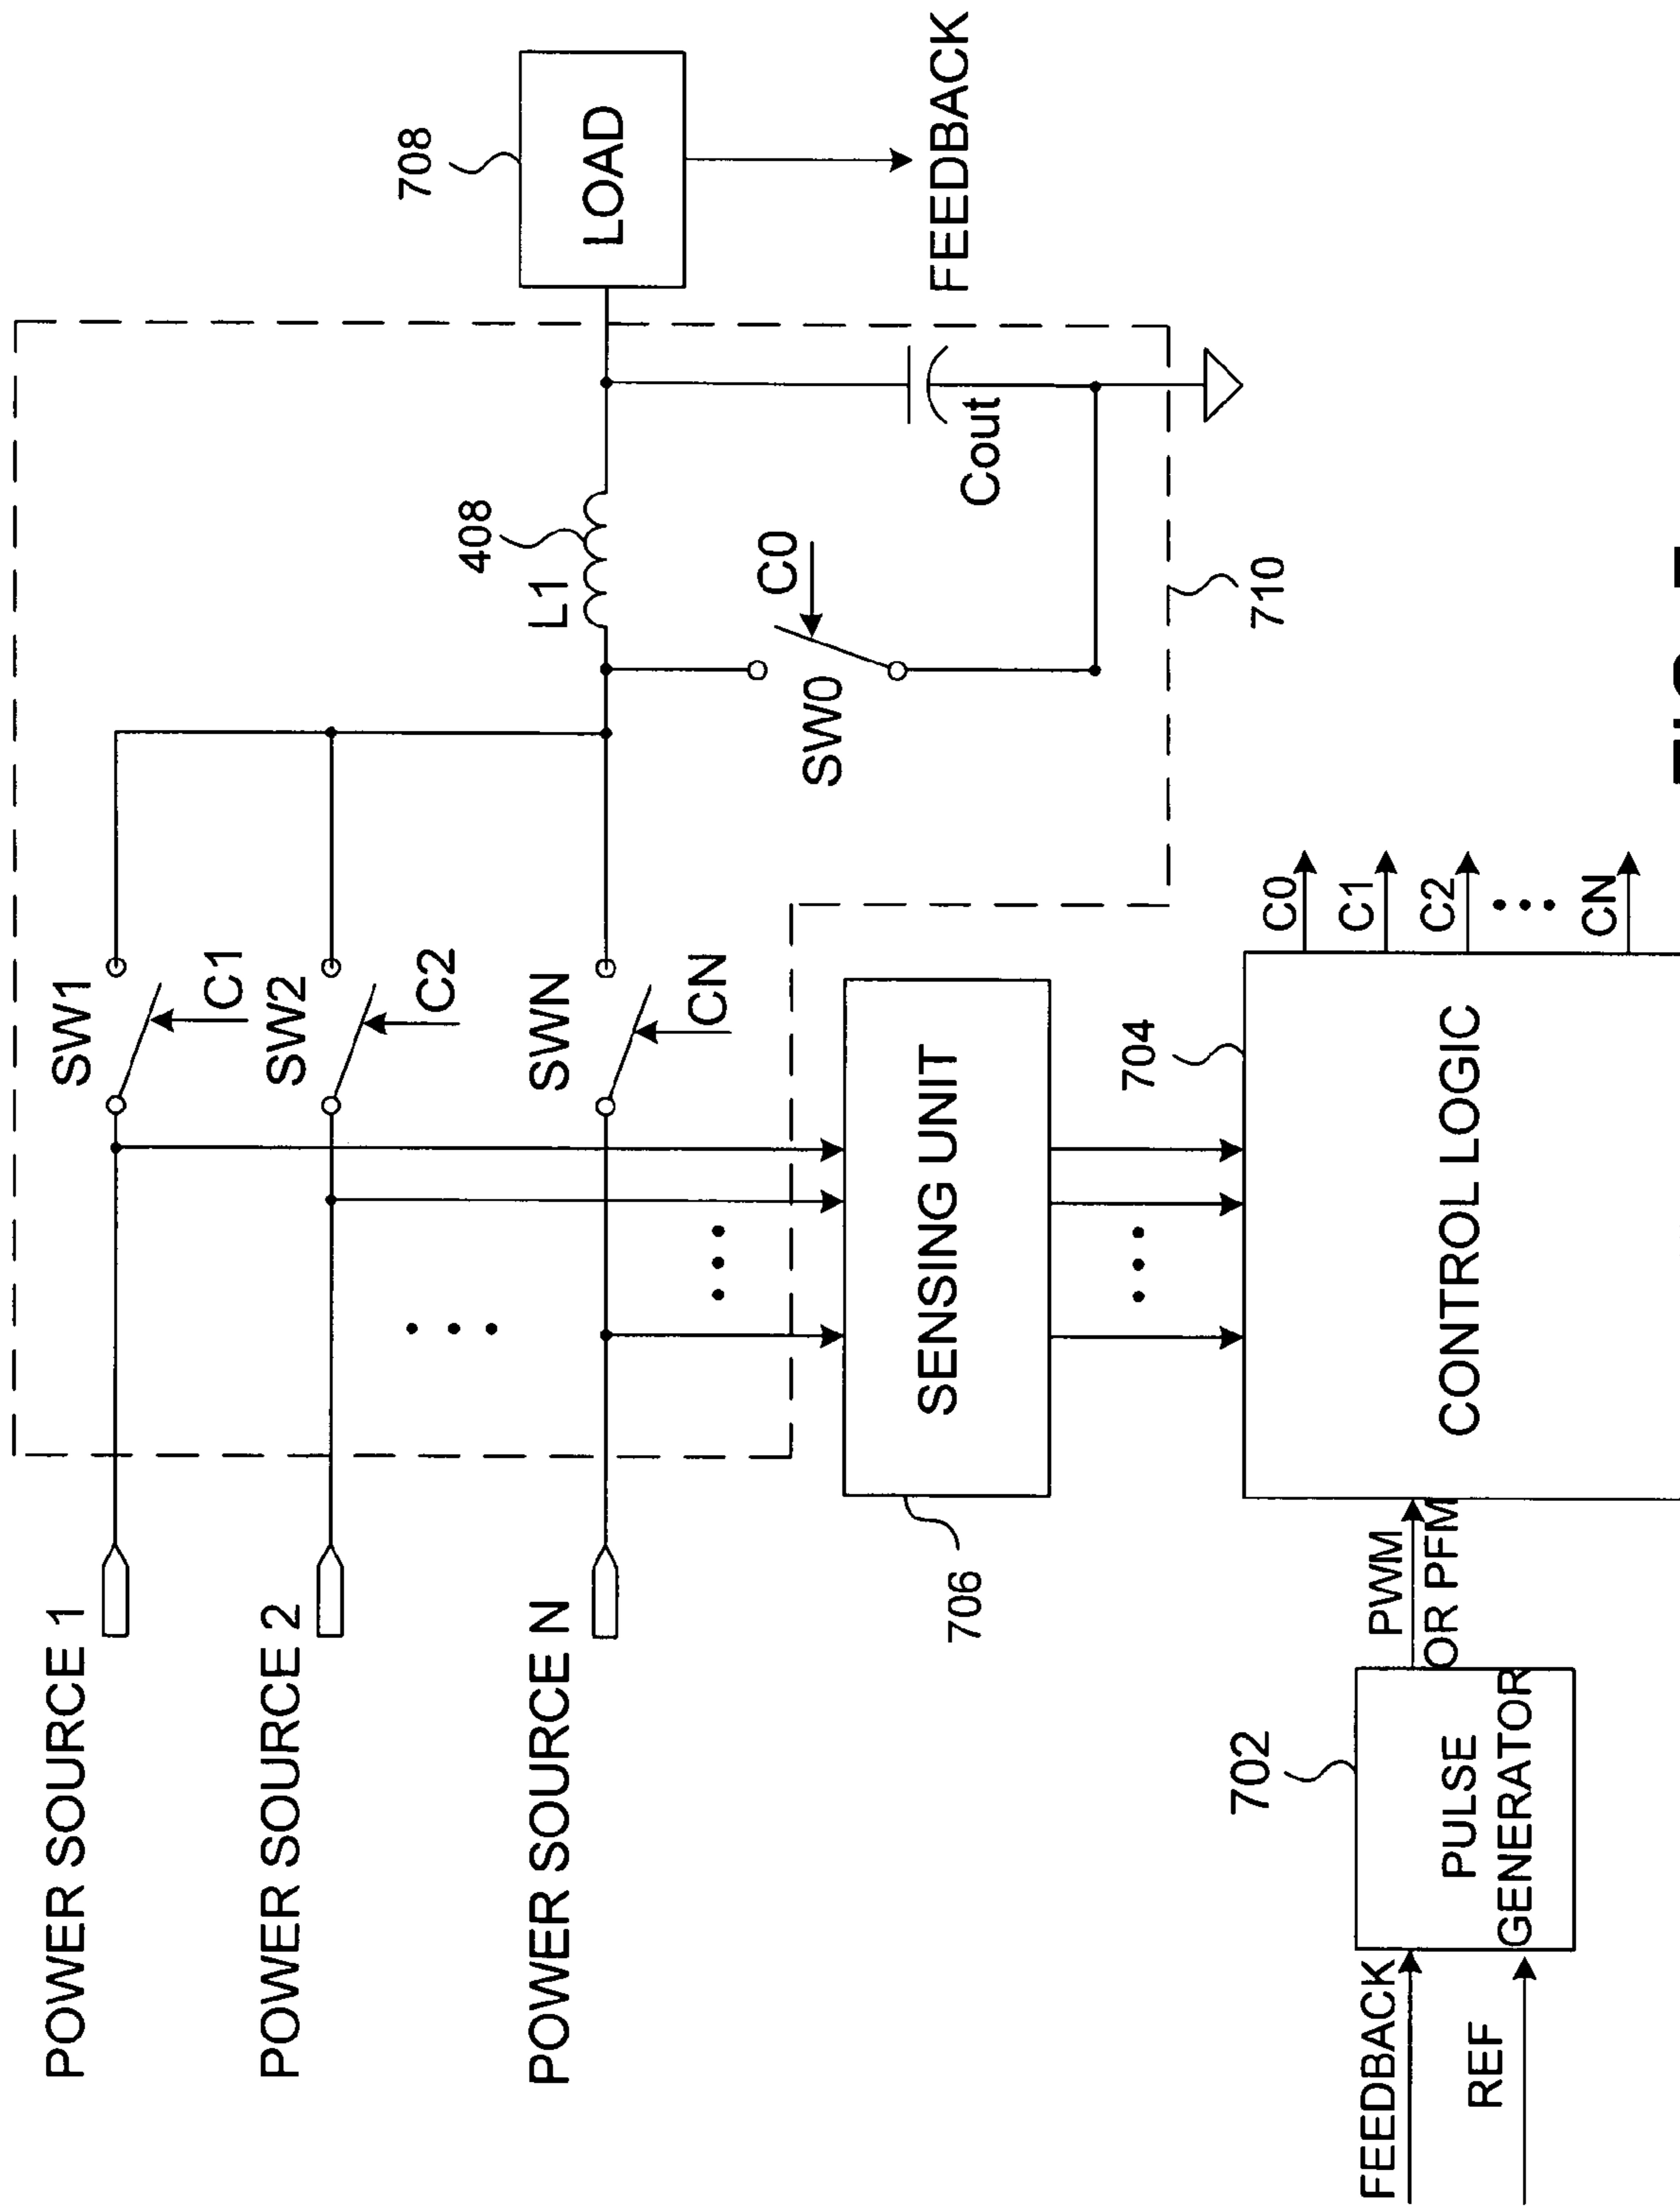 POWER SOURCE 1
SW1
C1
POWER SOURCE 2
SW2
C2
POWER SOURCE N
SWN
CN
L1
408
708
LOAD
FEEDBACK
SW0
C0
Cout
710
706
SENSING UNIT
704
CONTROL LOGIC
C0
C1
C2
CN
702
PULSE
GENERATOR
PWM
OR PFM
FEEDBACK
REF